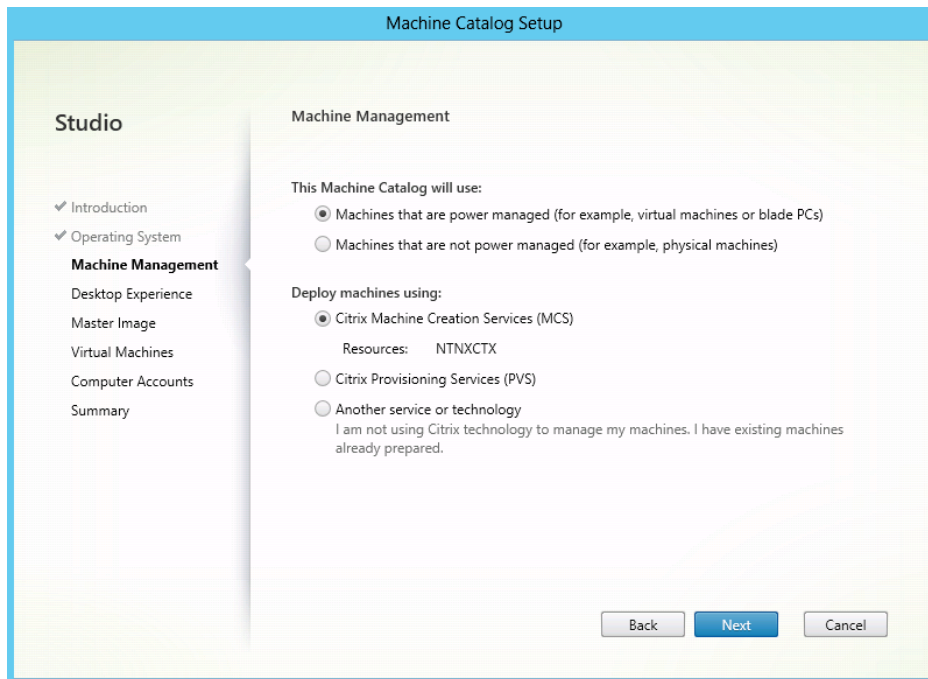 Machine Catalog Setup
Studio
Introduction
Operating System
Machine Management
Desktop Experience
Master Image
Virtual Machines
Computer Accounts
Summary
Machine Management
This Machine Catalog will use:
Machines that are power managed (for example, virtual machines or blade PCs)
Machines that are not power managed (for example, physical machines)
Deploy machines using:
Citrix Machine Creation Services (MCS)
Resources: NTNXCTX
Citrix Provisioning Services (PVS)
Another service or technology
I am not using Citrix technology to manage my machines. I have existing machines
already prepared.
Back Next Cancel